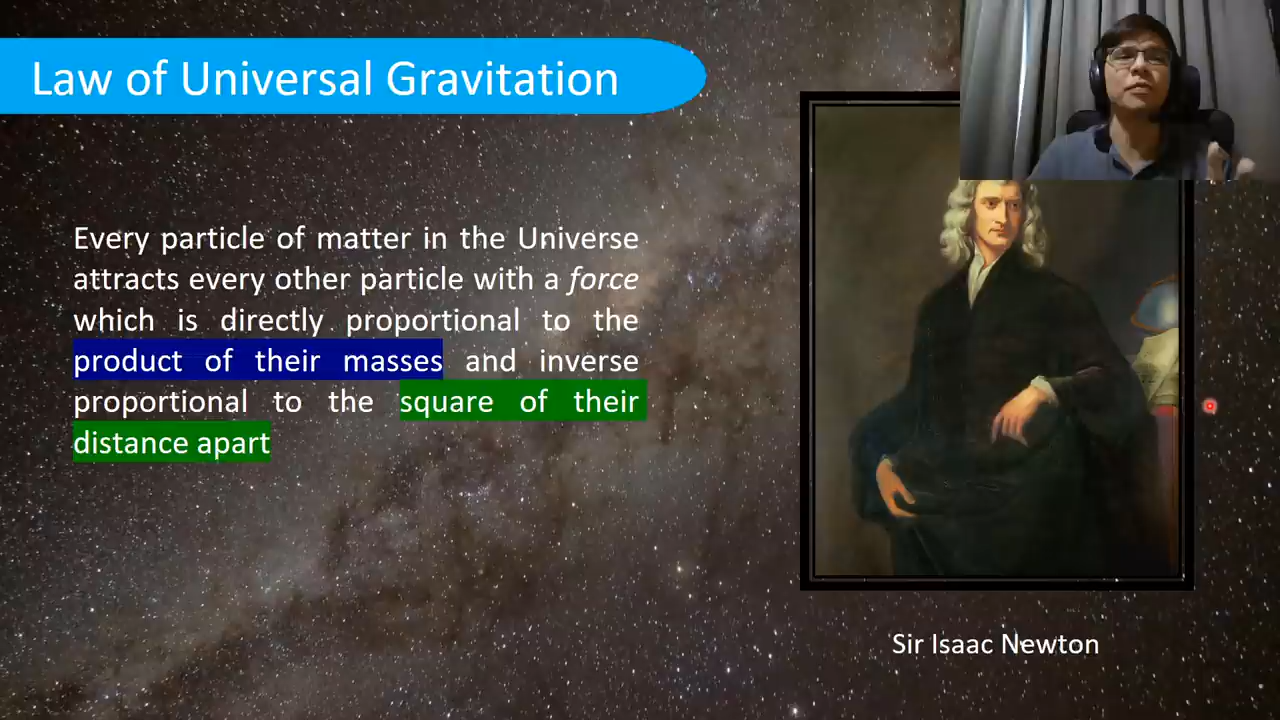 Law of Universal Gravitation
Every particle of matter in the Universe
attracts every other particle with a force
which is directly proportional to the
product of their masses and inverse
proportional to the square of their
distance apart
Sir Isaac Newton